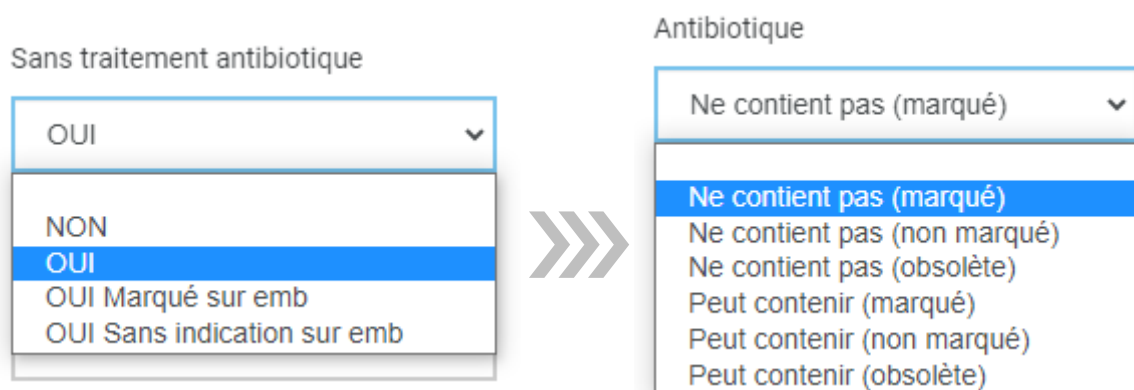 Sans traitement antibiotique
OUI
NON
OUI
OUI Marqué sur emb
OUI Sans indication sur emb
Antibiotique
Ne contient pas (marqué)
Ne contient pas (marqué)
Ne contient pas (non marqué)
Ne contient pas (obsolète)
Peut contenir (marqué)
Peut contenir (non marqué)
Peut contenir (obsolète)